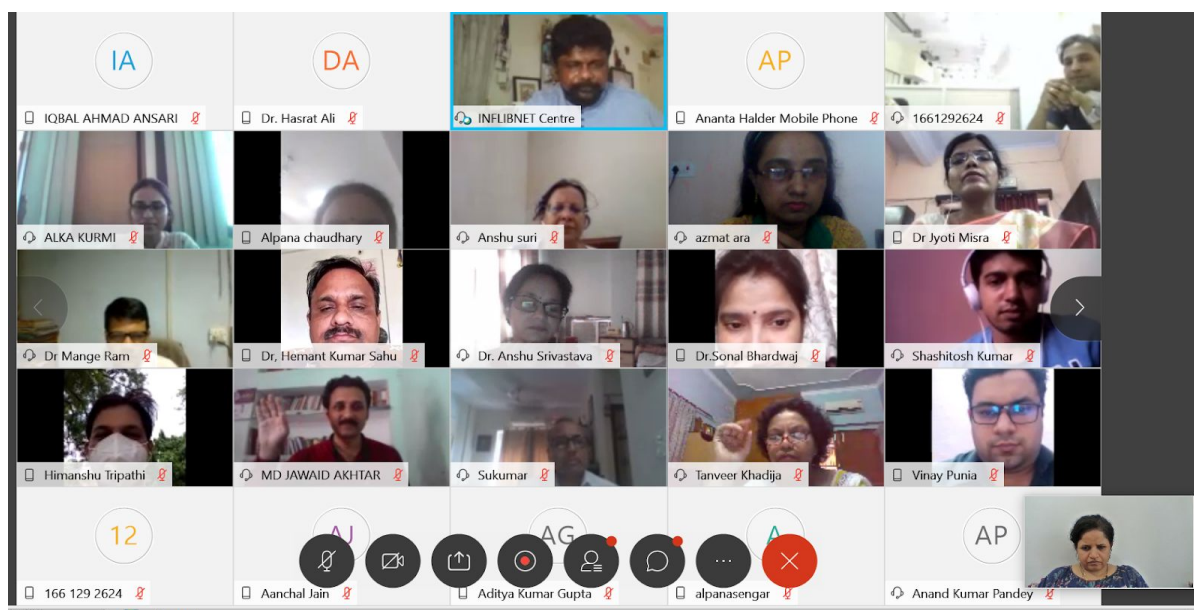 IA
IQBAL AHMAD ANSARI
DA
Dr. Hasrat Ali
INFLIBNET Centre
AP
Ananta Halder Mobile Phone
1661292624
ALKA KURMI
Alpana chaudhary
Anshu suri
azmat ara
Dr Jyoti Misra
Dr Mange Ram
Dr, Hemant Kumar Sahu
Dr. Anshu Srivastava
Dr.Sonal Bhardwaj
Shashitosh Kumar
Himanshu Tripathi
MD JAWAID AKHTAR
Sukumar
Tanveer Khadija
Vinay Punia
12
166 129 2624
AJ
Aanchal Jain
AG
Aditya Kumar Gupta
A
alpanasengar
AP
Anand Kumar Pandey